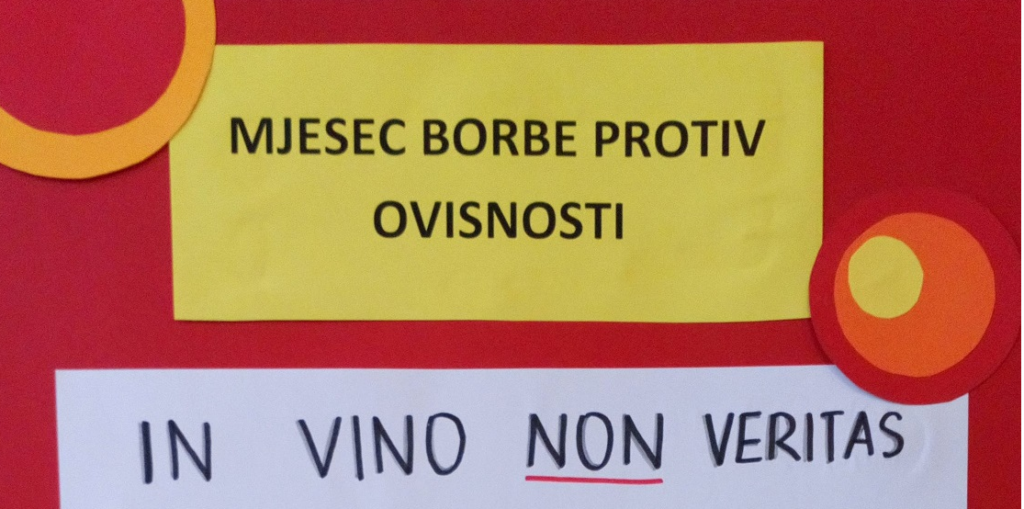 MJESEC BORBE PROTIV
OVISNOSTI
IN VINO NON VERITAS